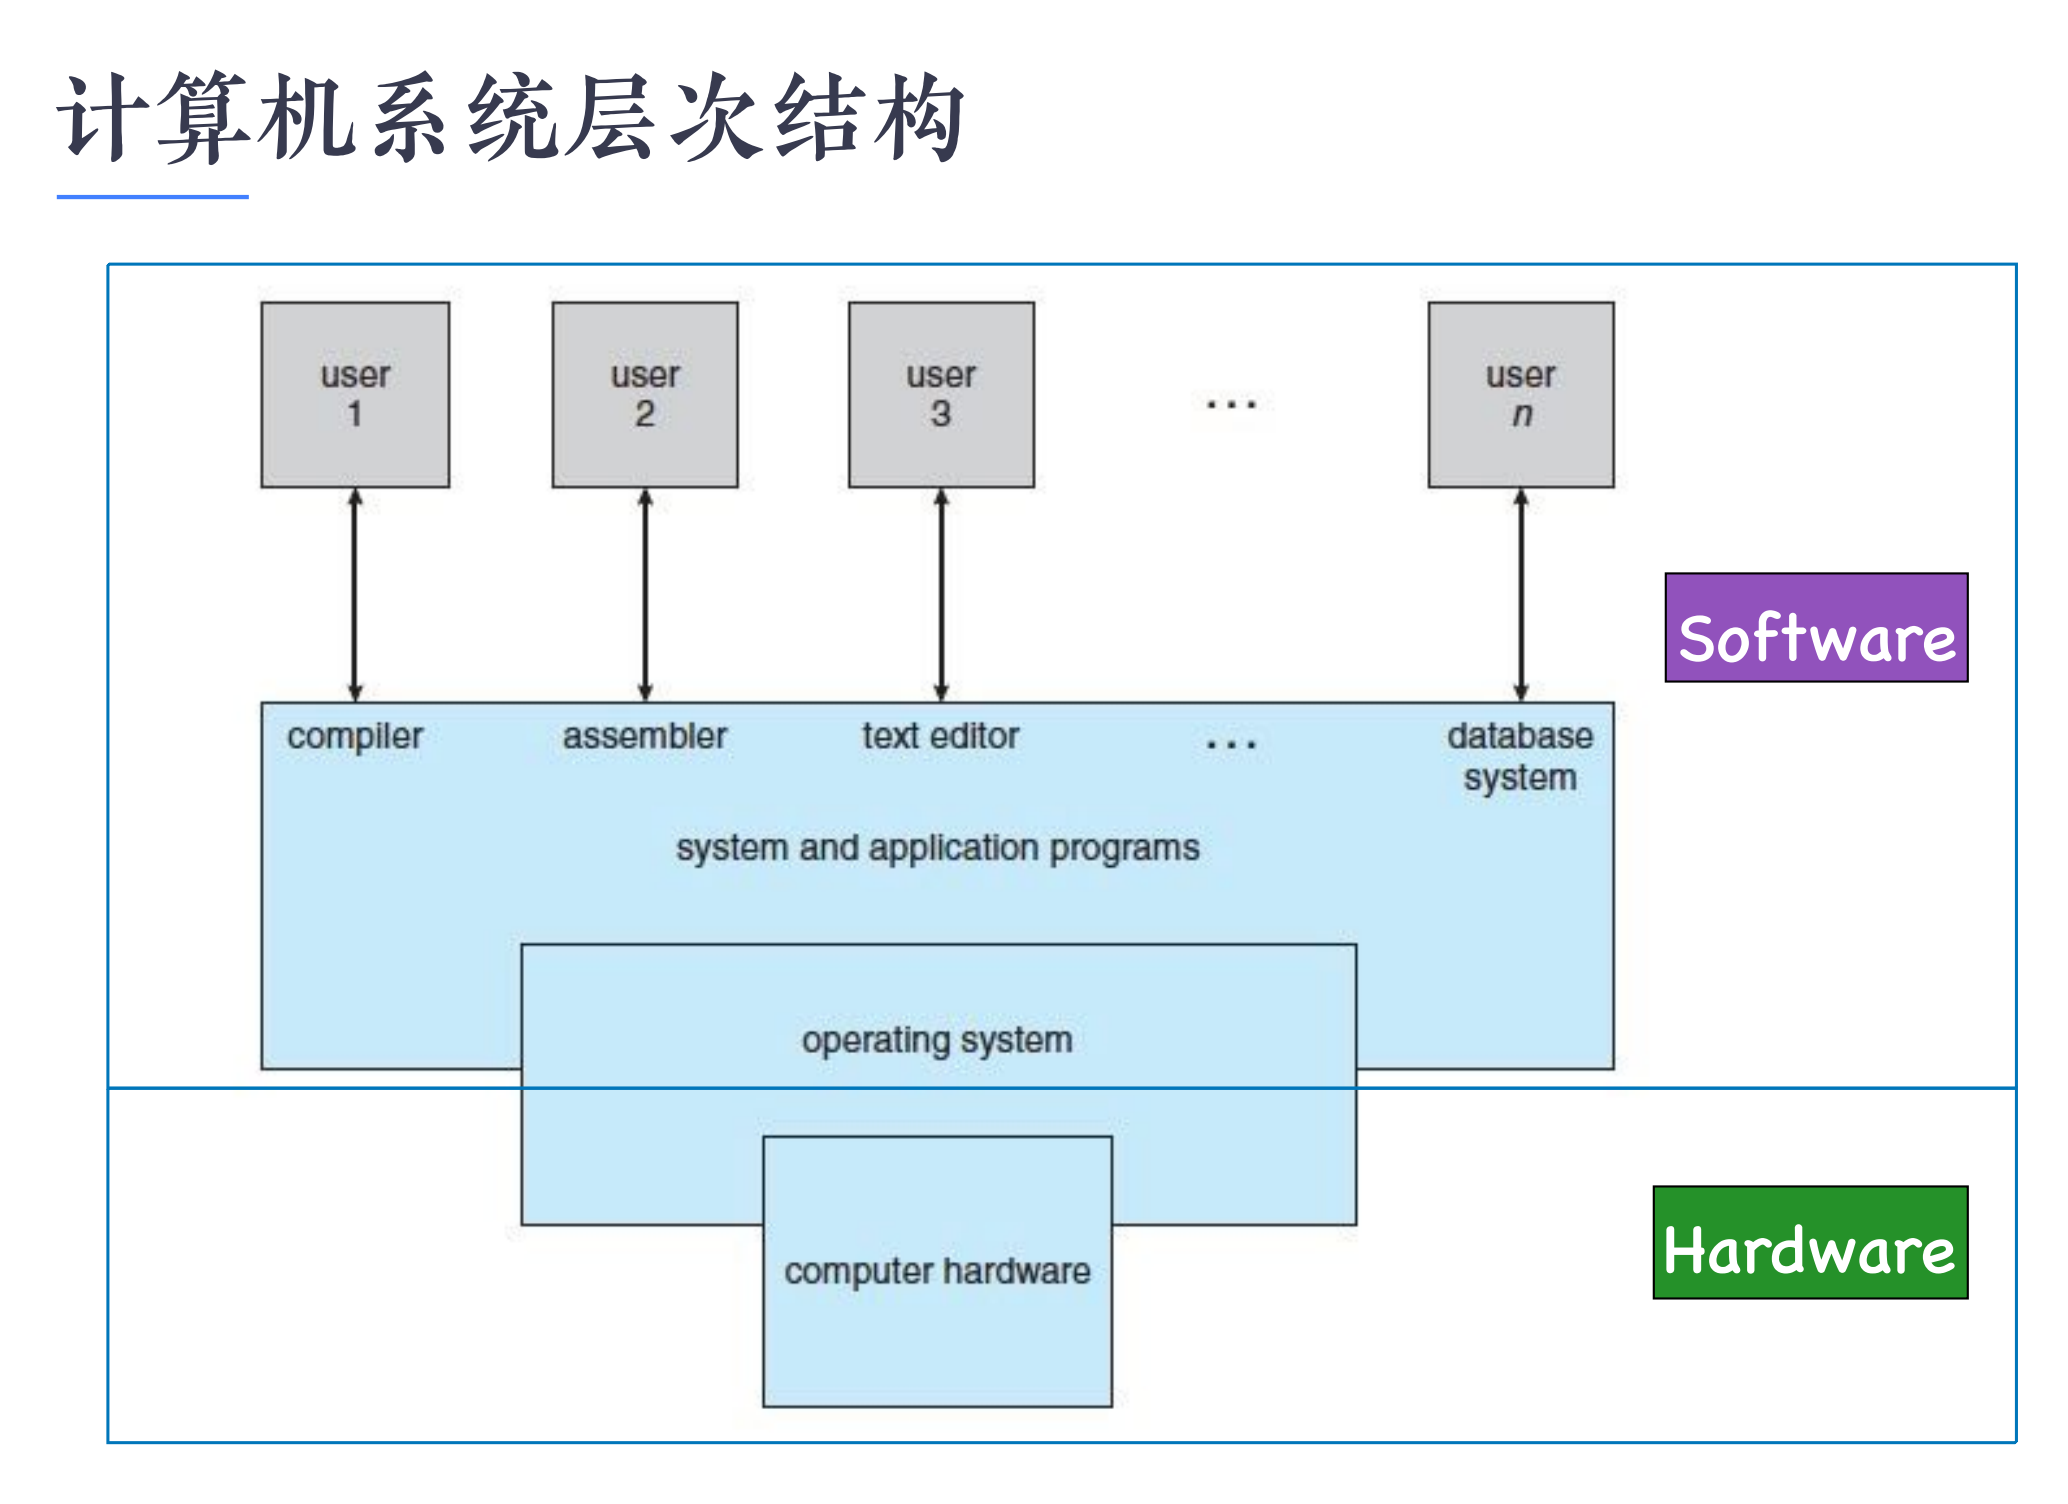 计算机系统层次结构
user
1
user
2
user
3
...
user
n
Software
compiler
assembler
text editor
...
database
system
system and application programs
operating system
computer hardware
Hardware